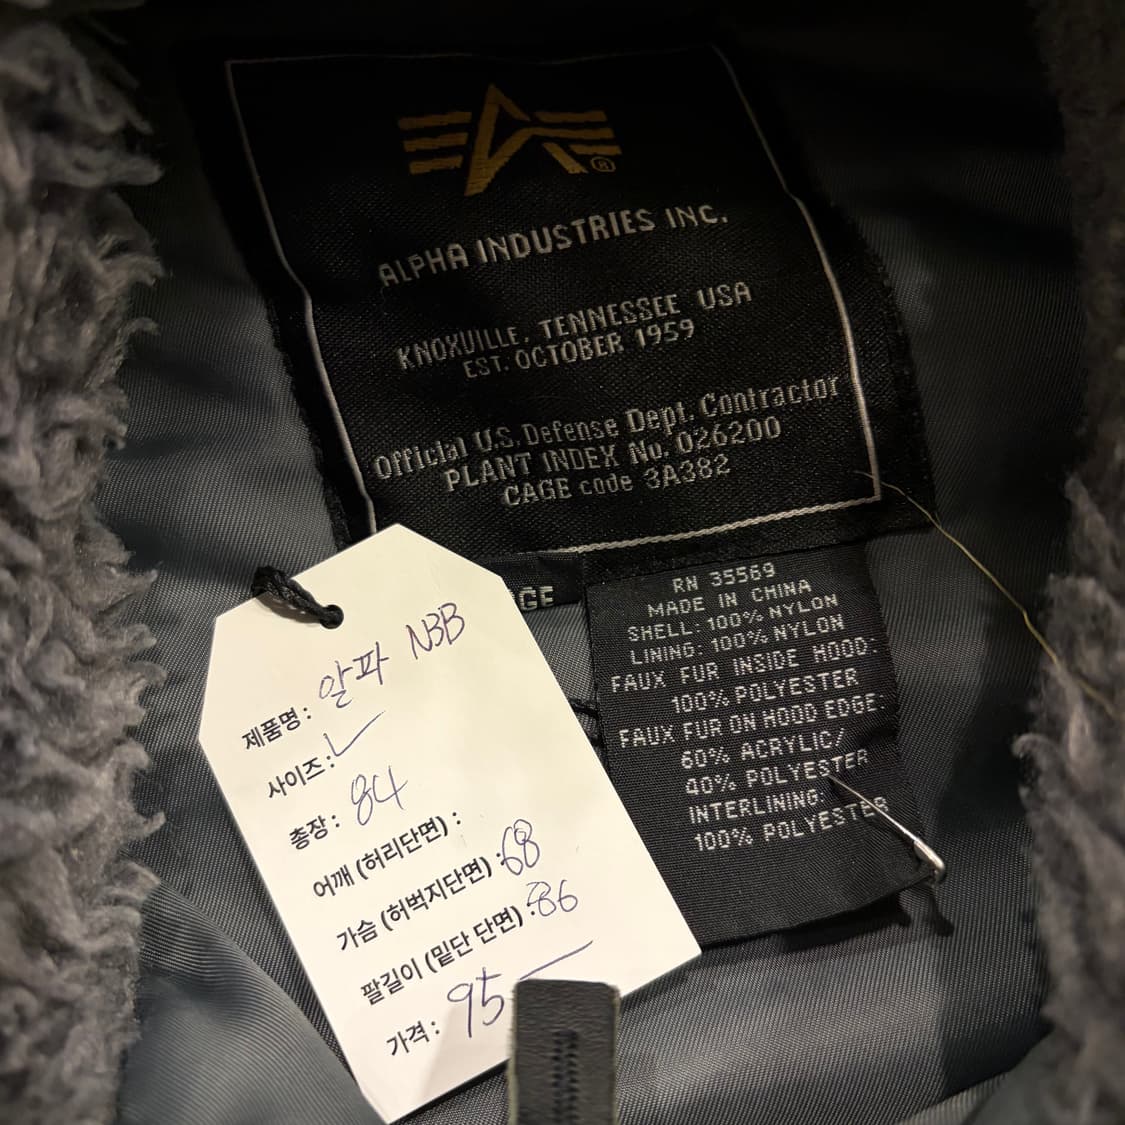 ALPHA INDUSTRIES INC.
KNOXVILLE, TENNESSEE USA
EST. OCTOBER 1959
Official U.S. Defense Dept. Contractor
PLANT INDEX No. 026200
CAGE code 3A382
RN 35569
MADE IN CHINA
SHELL: 100% NYLON
LINING: 100% NYLON
FAUX FUR INSIDE HOOD:
100% POLYESTER
FAUX FUR ON HOOD EDGE:
60% ACRYLIC/
40% POLYESTER
INTERLINING:
100% POLYESTER
제품명: 알파 N3B
사이즈: L
총장: 84
어깨 (허리단면) :
가슴 (허벅지단면) : 68
팔길이 (밑단 단면) : 86
가격: 95